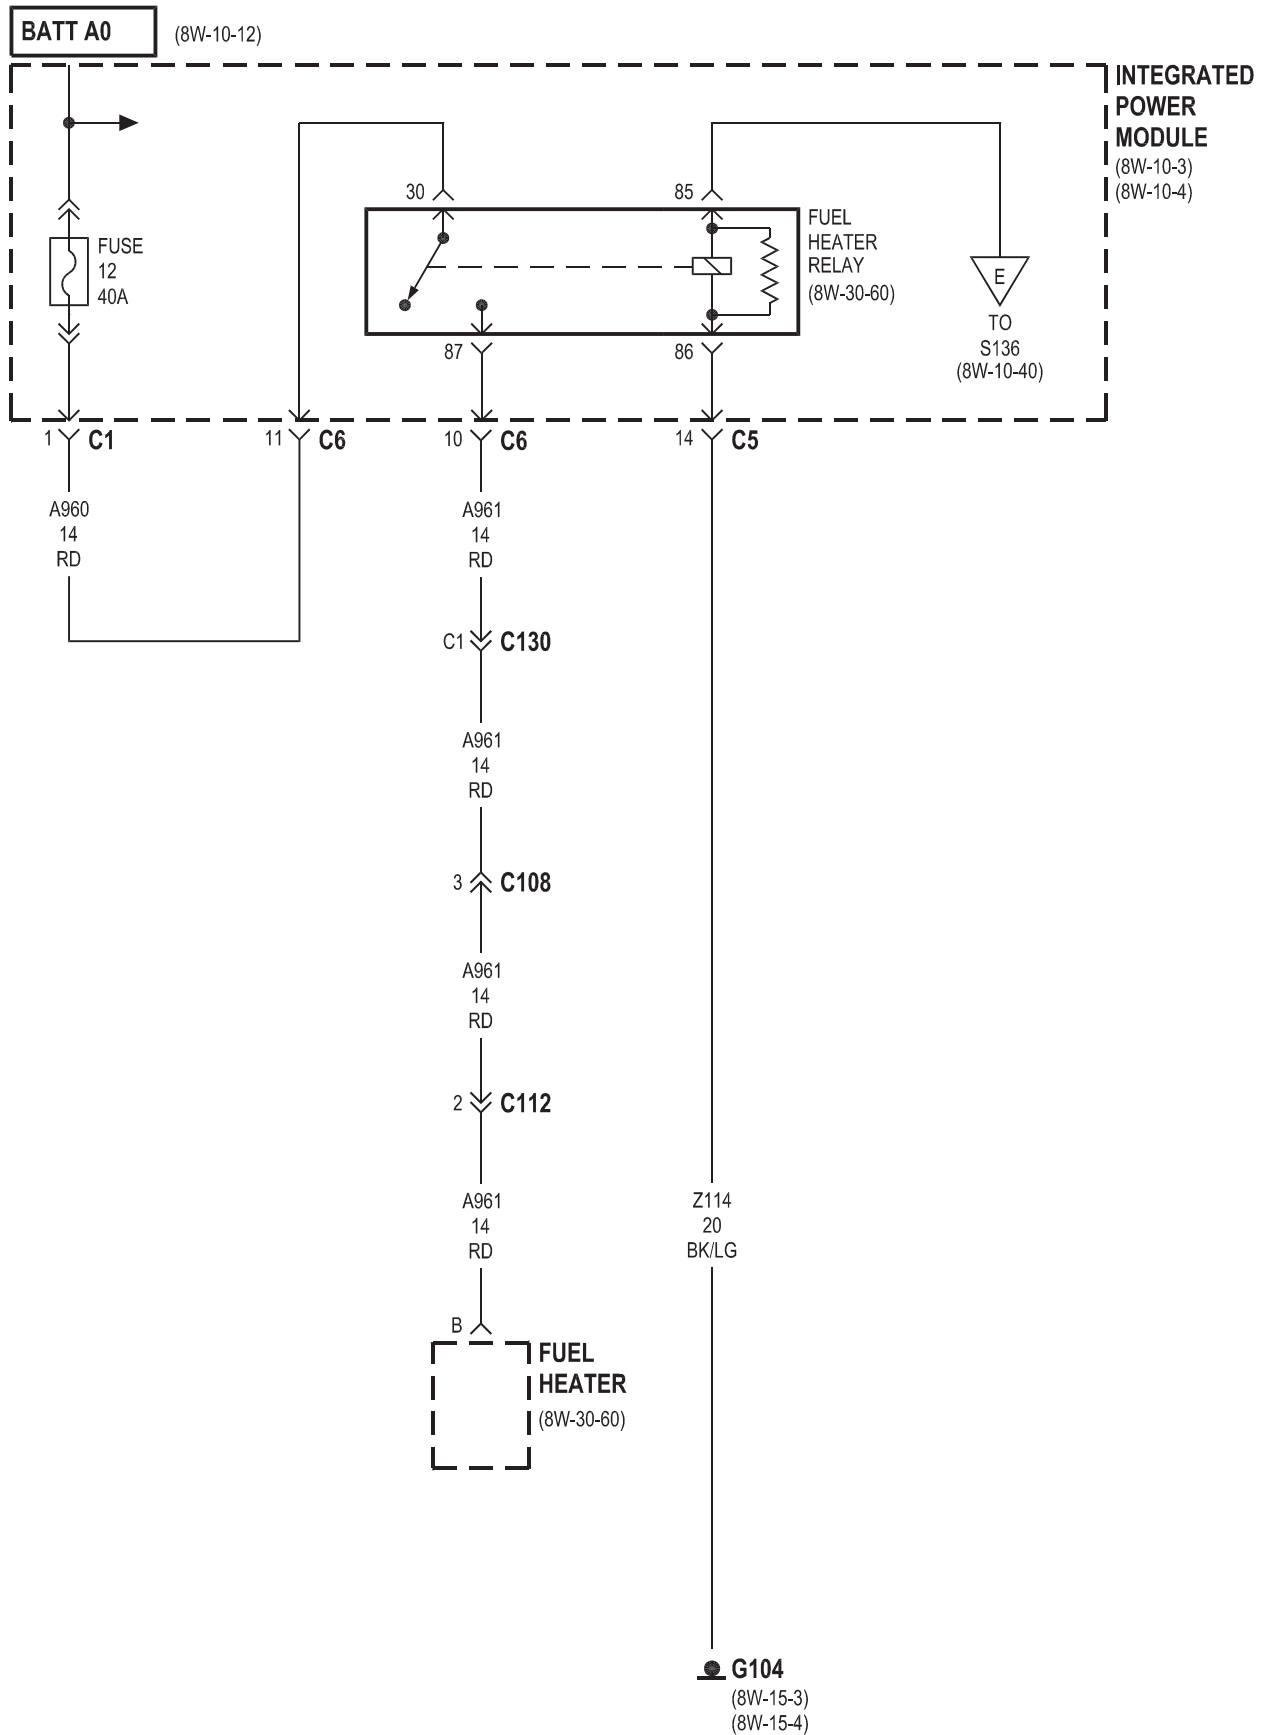 BATT A0
(8W-10-12)
INTEGRATED
POWER
MODULE
(8W-10-3)
(8W-10-4)
30
85
FUEL
HEATER
RELAY
(8W-30-60)
FUSE
12
40A
E
TO
S136
(8W-10-40)
87
86
1
C1
11
C6
10
C6
14
C5
A960
14
RD
A961
14
RD
C1
C130
A961
14
RD
3
C108
A961
14
RD
2
C112
A961
14
RD
Z114
20
BK/LG
B
FUEL
HEATER
(8W-30-60)
G104
(8W-15-3)
(8W-15-4)